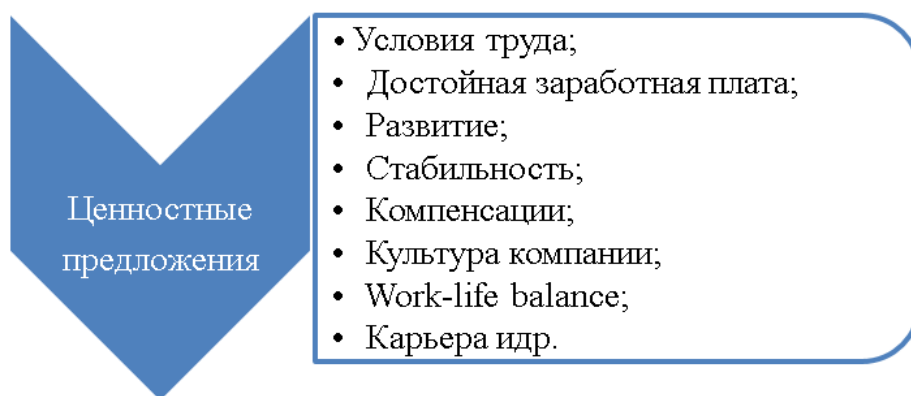 Ценностные
предложения
• Условия труда;
• Достойная заработная плата;
• Развитие;
• Стабильность;
• Компенсации;
• Культура компании;
• Work-life balance;
• Карьера идр.